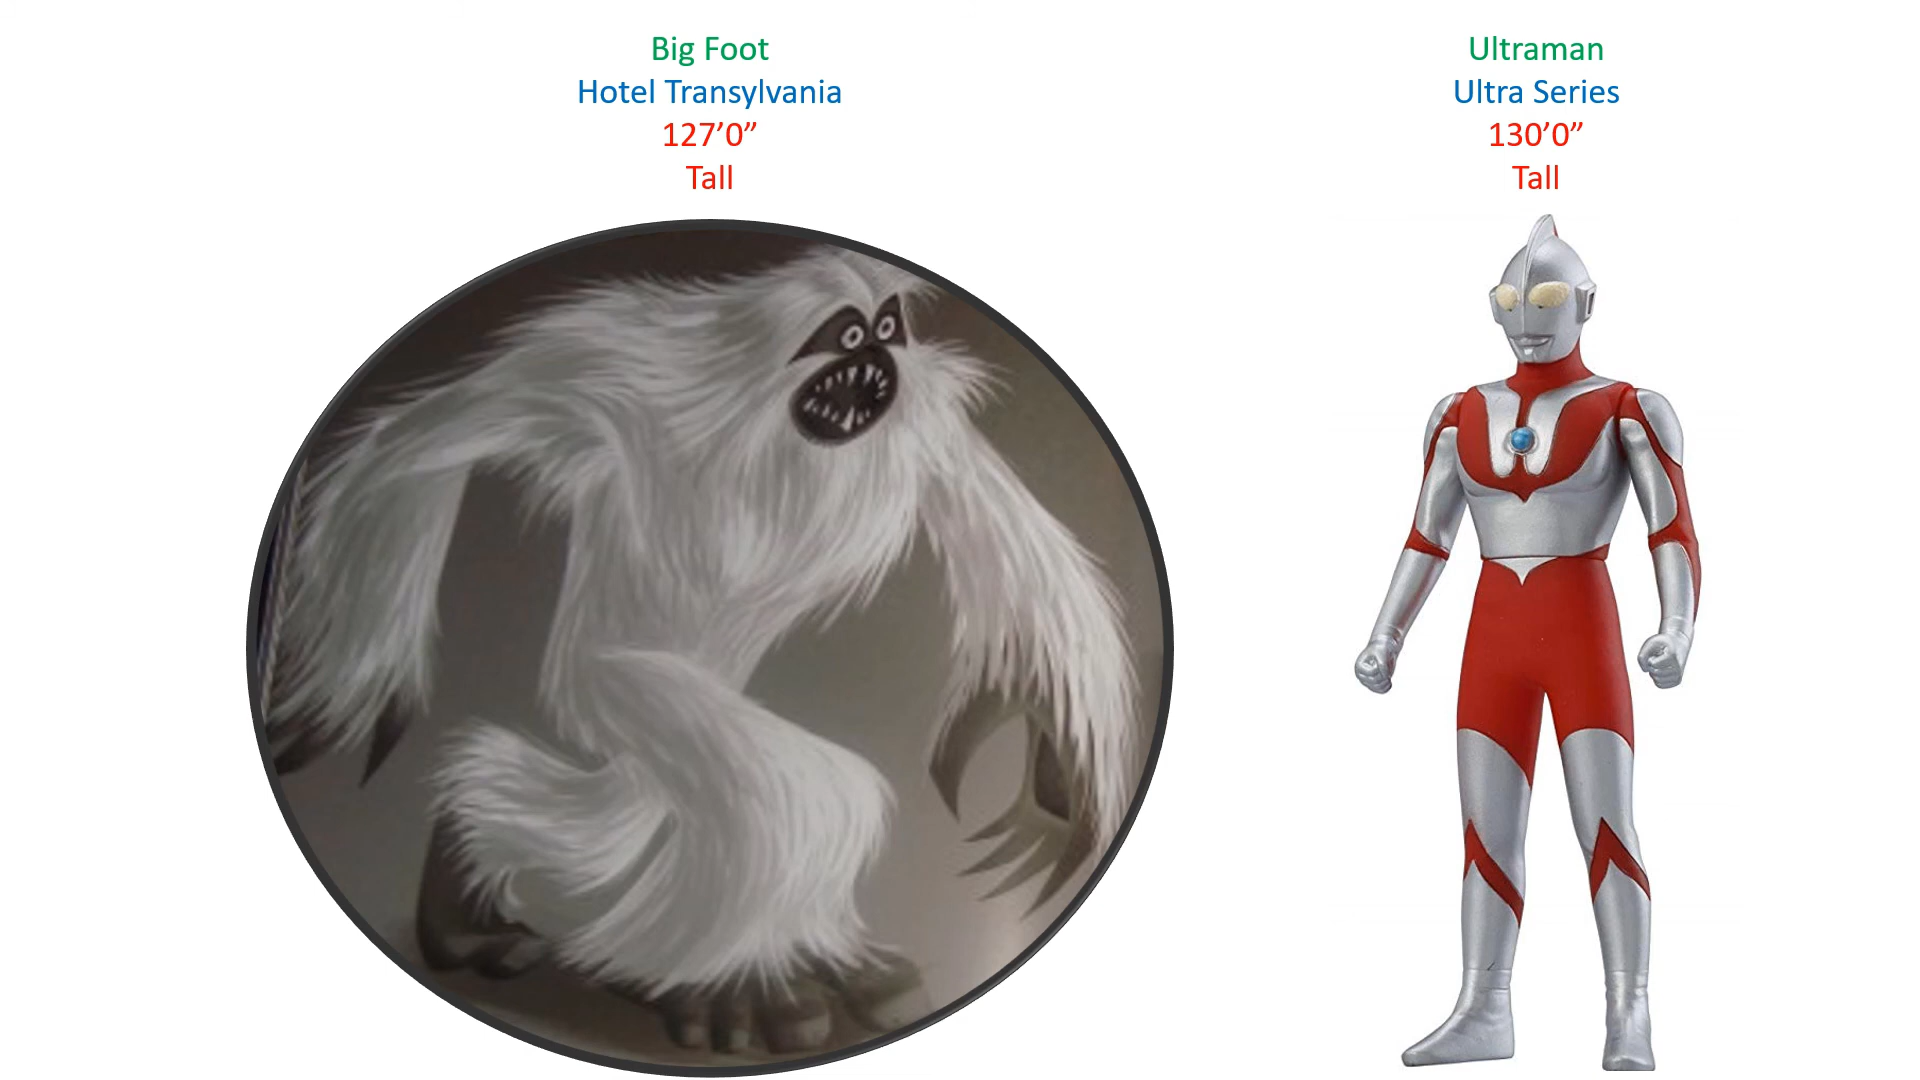 Big Foot
Hotel Transylvania
127’0”
Tall
Ultraman
Ultra Series
130’0”
Tall